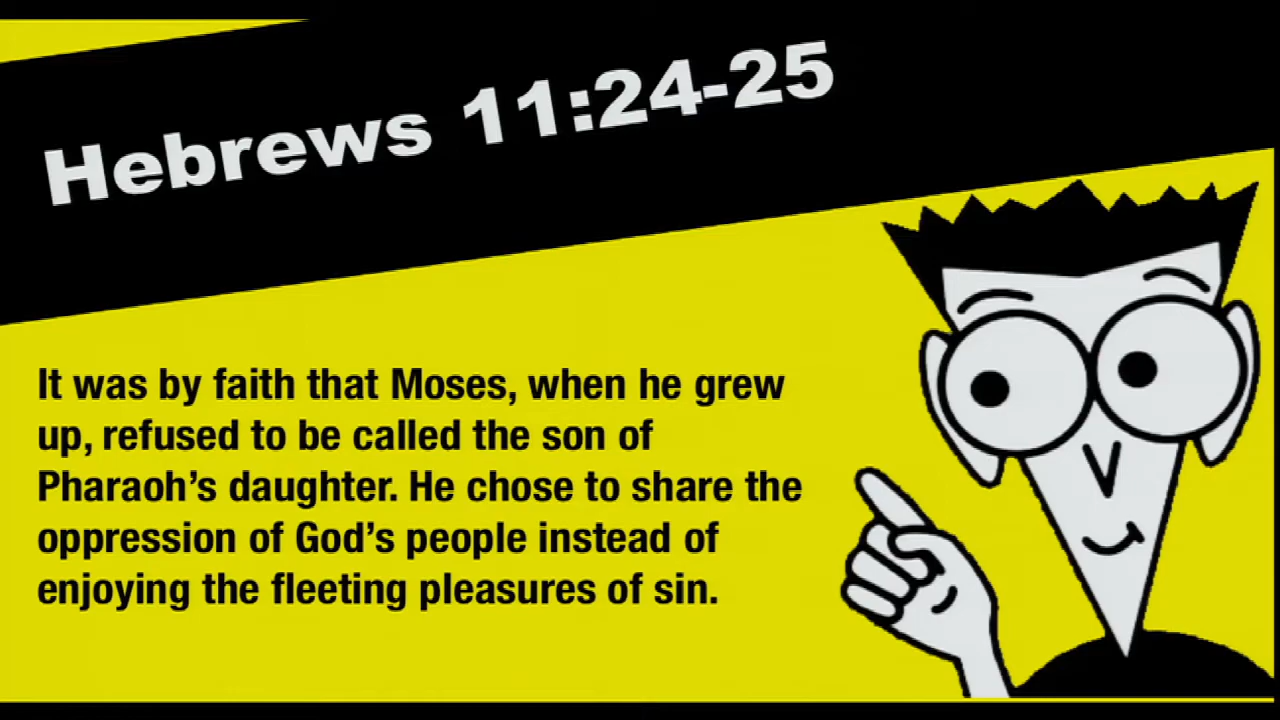 Hebrews 11:24-25
It was by faith that Moses, when he grew
up, refused to be called the son of
Pharaoh’s daughter. He chose to share the
oppression of God’s people instead of
enjoying the fleeting pleasures of sin.